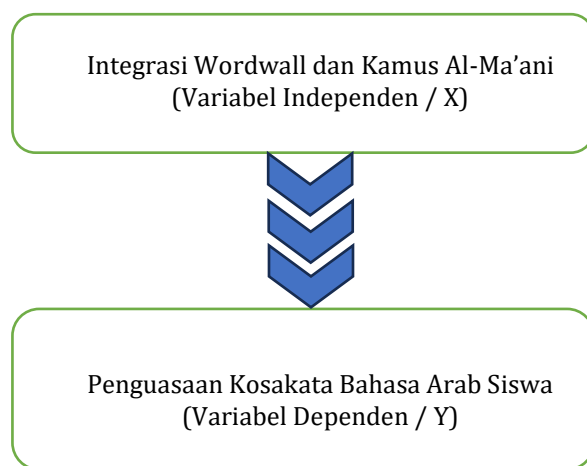 Integrasi Wordwall dan Kamus Al-Ma’ani
(Variabel Independen / X)
Penguasaan Kosakata Bahasa Arab Siswa
(Variabel Dependen / Y)